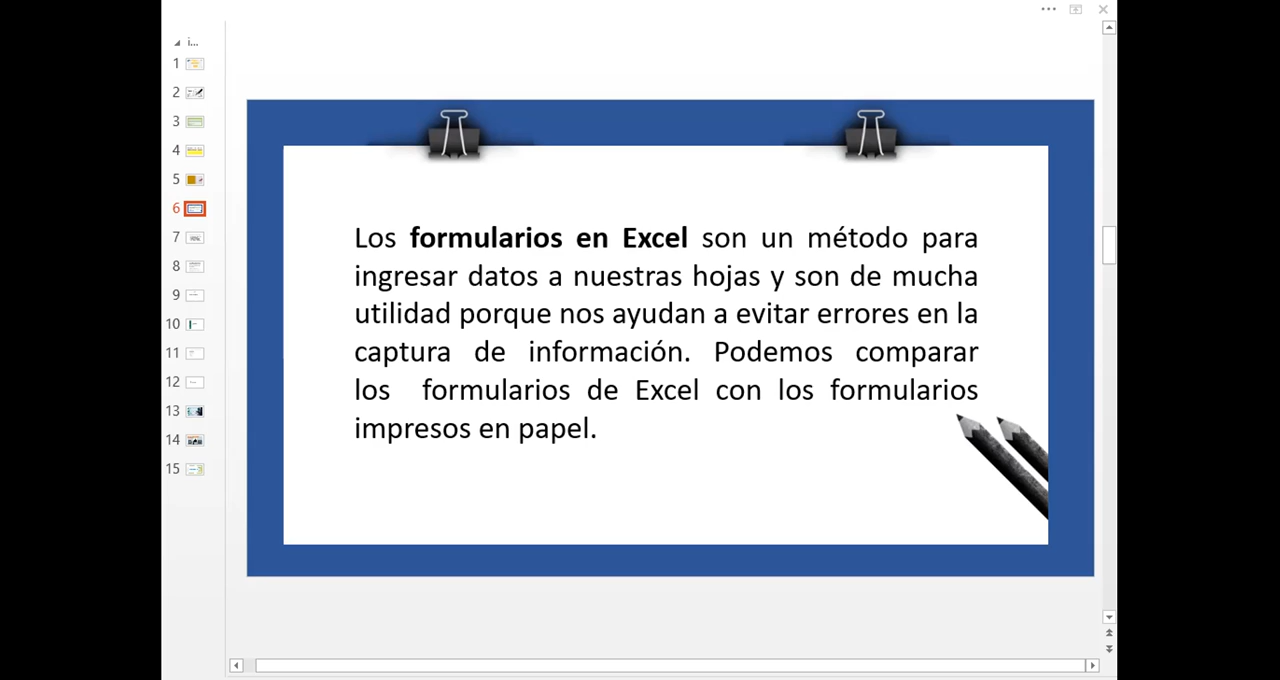 i...
1
2
3
4
5
6
7
8
9
10
11
12
13
14
15
Los formularios en Excel son un método para
ingresar datos a nuestras hojas y son de mucha
utilidad porque nos ayudan a evitar errores en la
captura de información. Podemos comparar
los formularios de Excel con los formularios
impresos en papel.